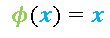 ϕ(x) = x